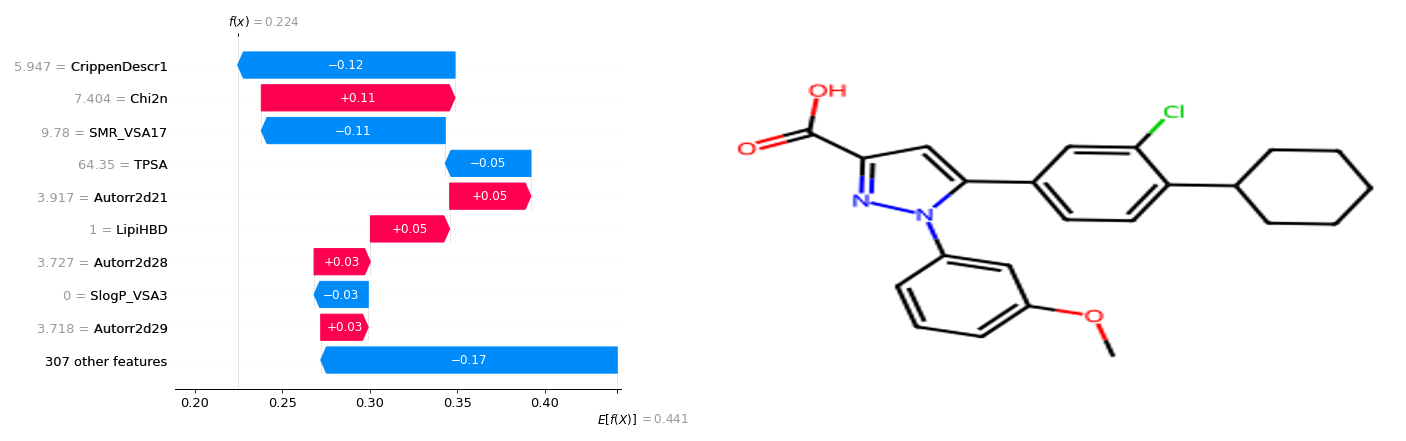 f(x) = 0.224
5.947 = CrippenDescr1
−0.12
7.404 = Chi2n
+0.11
9.78 = SMR_VSA17
−0.11
64.35 = TPSA
−0.05
3.917 = Autorr2d21
+0.05
1 = LipiHBD
+0.05
3.727 = Autorr2d28
+0.03
0 = SlogP_VSA3
−0.03
3.718 = Autorr2d29
+0.03
307 other features
−0.17
0.20 0.25 0.30 0.35 0.40
E[f(X)] = 0.441
OH
O
Cl
N
N
O